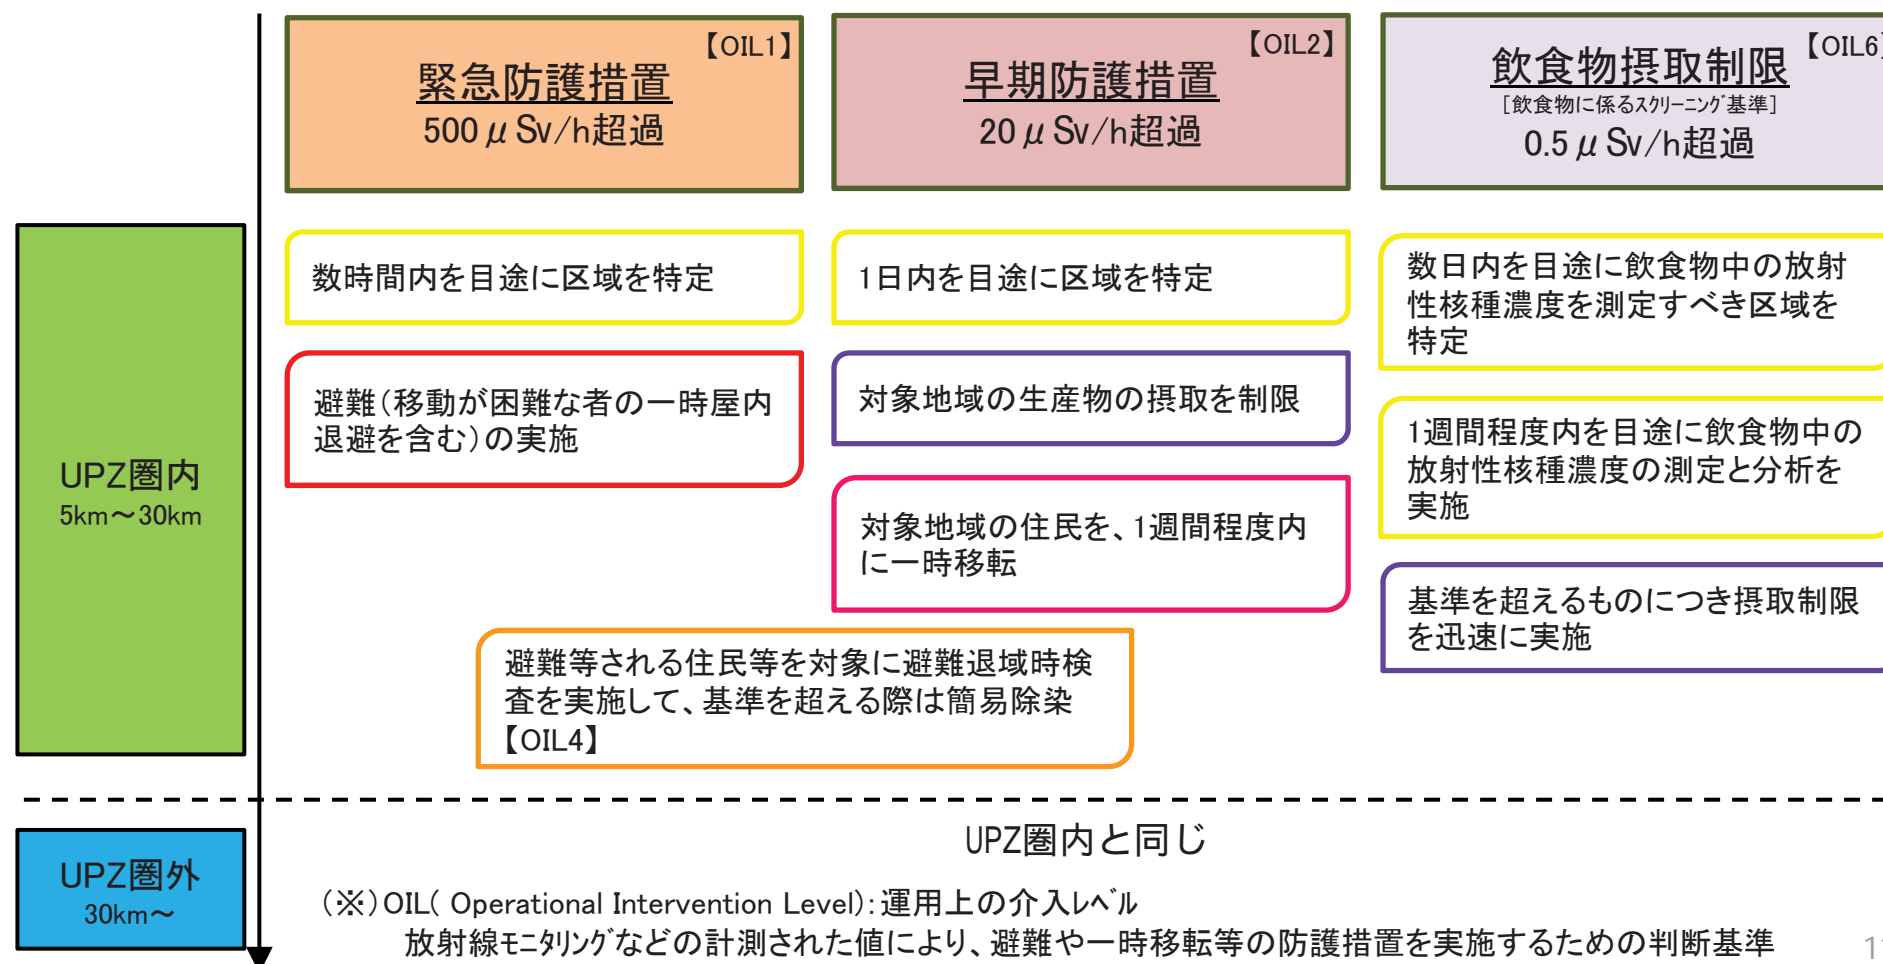 【OIL1】
緊急防護措置
500μSv/h超過
【OIL2】
早期防護措置
20μSv/h超過
【OIL6】
飲食物摂取制限
[飲食物に係るｽｸﾘｰﾆﾝｸﾞ基準]
0.5μSv/h超過
UPZ圏内
5km～30km
数時間内を目途に区域を特定
避難(移動が困難な者の一時屋内
退避を含む)の実施
1日内を目途に区域を特定
対象地域の生産物の摂取を制限
対象地域の住民を、1週間程度内
に一時移転
避難等される住民等を対象に避難退域時検
査を実施して、基準を超える際は簡易除染
【OIL4】
数日内を目途に飲食物中の放射
性核種濃度を測定すべき区域を
特定
1週間程度内を目途に飲食物中の
放射性核種濃度の測定と分析を
実施
基準を超えるものにつき摂取制限
を迅速に実施
UPZ圏外
30km～
UPZ圏内と同じ
(※)OIL( Operational Intervention Level):運用上の介入ﾚﾍﾞﾙ
放射線ﾓﾆﾀﾘﾝｸﾞなどの計測された値により、避難や一時移転等の防護措置を実施するための判断基準